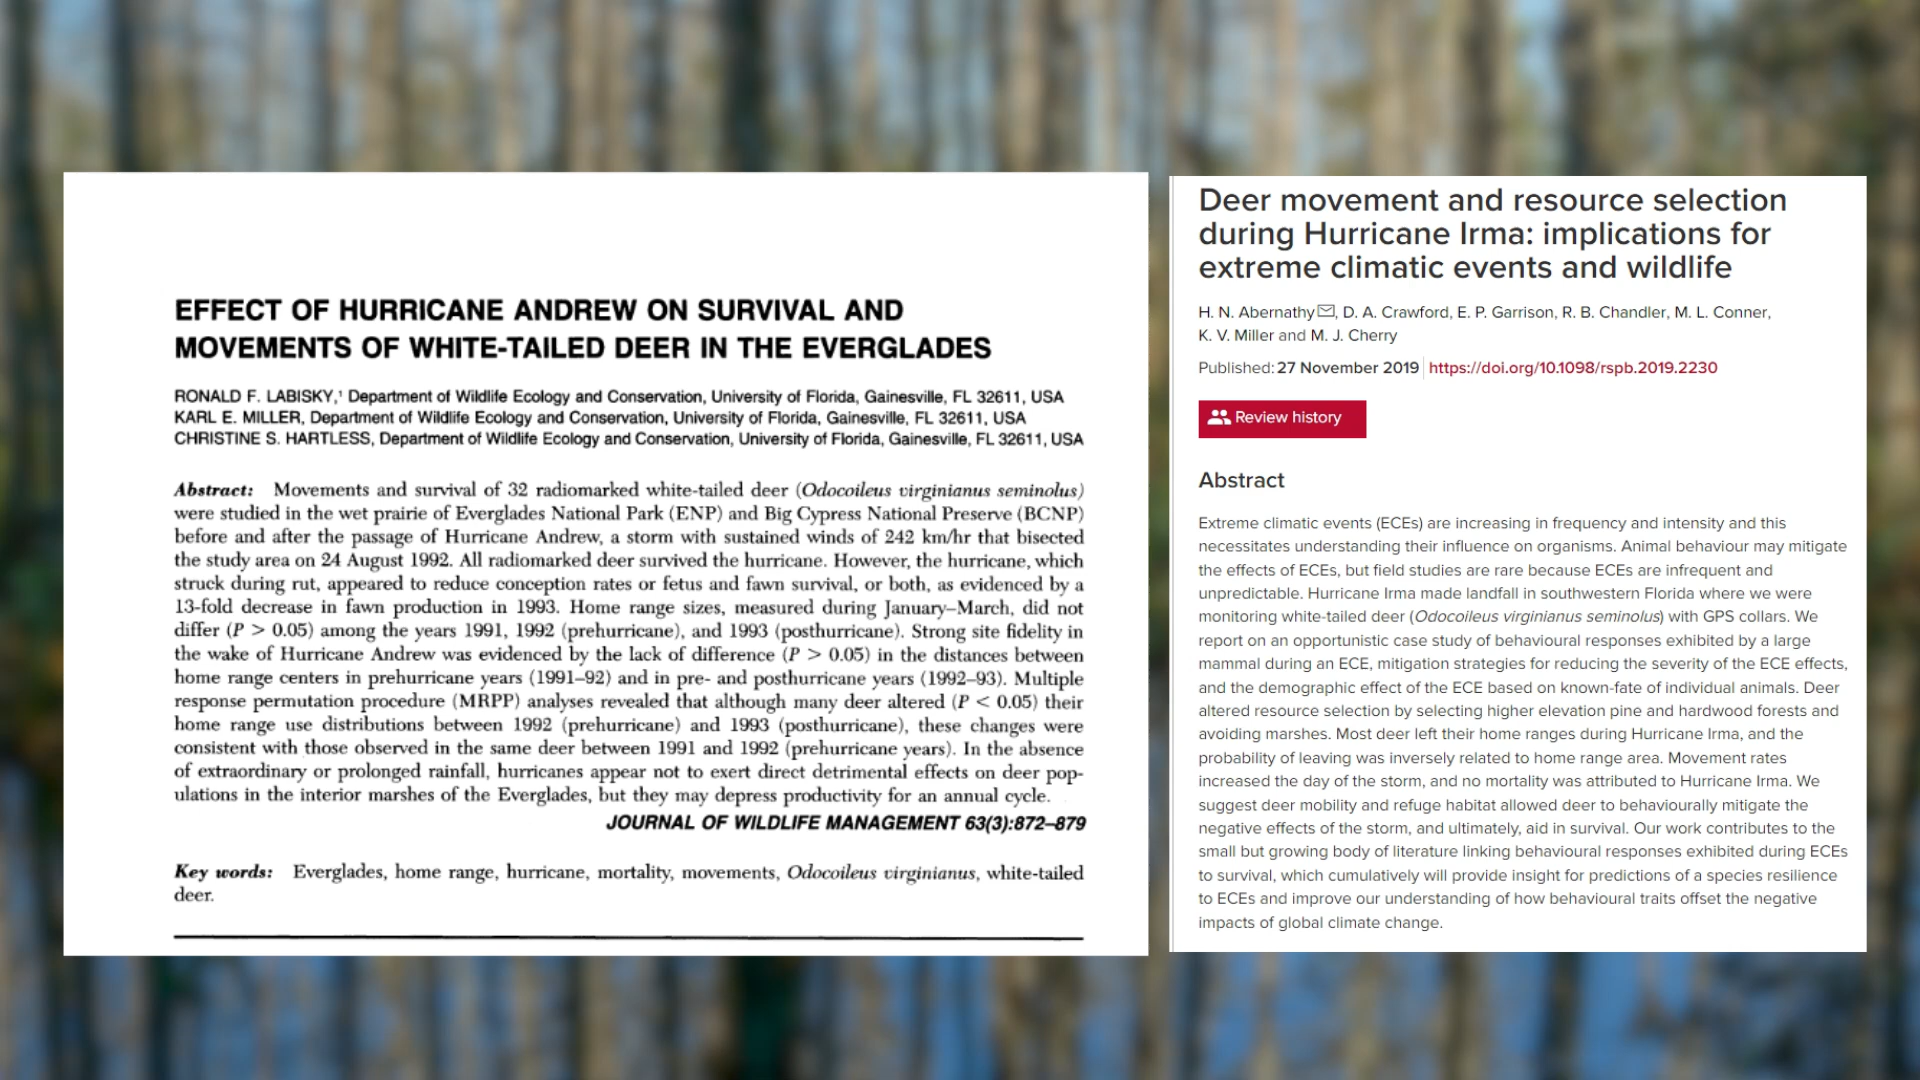 EFFECT OF HURRICANE ANDREW ON SURVIVAL AND
MOVEMENTS OF WHITE-TAILED DEER IN THE EVERGLADES
RONALD F. LABISKY,¹ Department of Wildlife Ecology and Conservation, University of Florida, Gainesville, FL 32611, USA
KARL E. MILLER, Department of Wildlife Ecology and Conservation, University of Florida, Gainesville, FL 32611, USA
CHRISTINE S. HARTLESS, Department of Wildlife Ecology and Conservation, University of Florida, Gainesville, FL 32611, USA
Abstract: Movements and survival of 32 radiomarked white-tailed deer (Odocoileus virginianus seminolus)
were studied in the wet prairie of Everglades National Park (ENP) and Big Cypress National Preserve (BCNP)
before and after the passage of Hurricane Andrew, a storm with sustained winds of 242 km/hr that bisected
the study area on 24 August 1992. All radiomarked deer survived the hurricane. However, the hurricane, which
struck during rut, appeared to reduce conception rates or fetus and fawn survival, or both, as evidenced by a
13-fold decrease in fawn production in 1993. Home range sizes, measured during January–March, did not
differ (P > 0.05) among the years 1991, 1992 (prehurricane), and 1993 (posthurricane). Strong site fidelity in
the wake of Hurricane Andrew was evidenced by the lack of difference (P > 0.05) in the distances between
home range centers in prehurricane years (1991–92) and in pre- and posthurricane years (1992–93). Multiple
response permutation procedure (MRPP) analyses revealed that although many deer altered (P < 0.05) their
home range use distributions between 1992 (prehurricane) and 1993 (posthurricane), these changes were
consistent with those observed in the same deer between 1991 and 1992 (prehurricane years). In the absence
of extraordinary or prolonged rainfall, hurricanes appear not to exert direct detrimental effects on deer pop-
ulations in the interior marshes of the Everglades, but they may depress productivity for an annual cycle.
JOURNAL OF WILDLIFE MANAGEMENT 63(3):872–879
Key words: Everglades, home range, hurricane, mortality, movements, Odocoileus virginianus, white-tailed
deer.
Deer movement and resource selection
during Hurricane Irma: implications for
extreme climatic events and wildlife
H. N. Abernathy, D. A. Crawford, E. P. Garrison, R. B. Chandler, M. L. Conner,
K. V. Miller and M. J. Cherry
Published: 27 November 2019 https://doi.org/10.1098/rspb.2019.2230
Review history
Abstract
Extreme climatic events (ECEs) are increasing in frequency and intensity and this
necessitates understanding their influence on organisms. Animal behaviour may mitigate
the effects of ECEs, but field studies are rare because ECEs are infrequent and
unpredictable. Hurricane Irma made landfall in southwestern Florida where we were
monitoring white-tailed deer (Odocoileus virginianus seminolus) with GPS collars. We
report on an opportunistic case study of behavioural responses exhibited by a large
mammal during an ECE, mitigation strategies for reducing the severity of the ECE effects,
and the demographic effect of the ECE based on known-fate of individual animals. Deer
altered resource selection by selecting higher elevation pine and hardwood forests and
avoiding marshes. Most deer left their home ranges during Hurricane Irma, and the
probability of leaving was inversely related to home range area. Movement rates
increased the day of the storm, and no mortality was attributed to Hurricane Irma. We
suggest deer mobility and refuge habitat allowed deer to behaviourally mitigate the
negative effects of the storm, and ultimately, aid in survival. Our work contributes to the
small but growing body of literature linking behavioural responses exhibited during ECEs
to survival, which cumulatively will provide insight for predictions of a species resilience
to ECEs and improve our understanding of how behavioural traits offset the negative
impacts of global climate change.